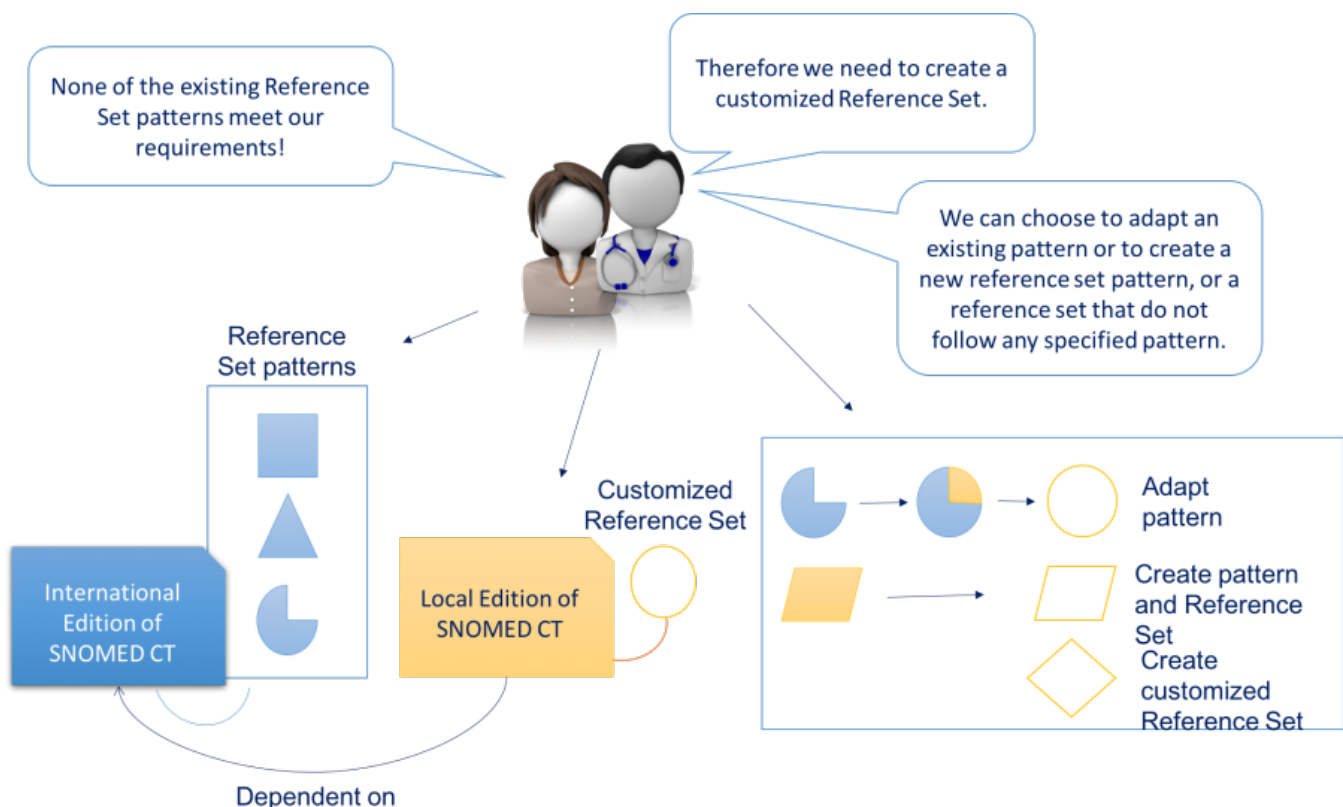 None of the existing Reference
Set patterns meet our
requirements!
Therefore we need to create a
customized Reference Set.
We can choose to adapt an
existing pattern or to create a
new reference set pattern, or a
reference set that do not
follow any specified pattern.
Reference
Set patterns
International
Edition of
SNOMED CT
Local Edition of
SNOMED CT
Customized
Reference Set
Adapt
pattern
Create pattern
and Reference
Set
Create
customized
Reference Set
Dependent on